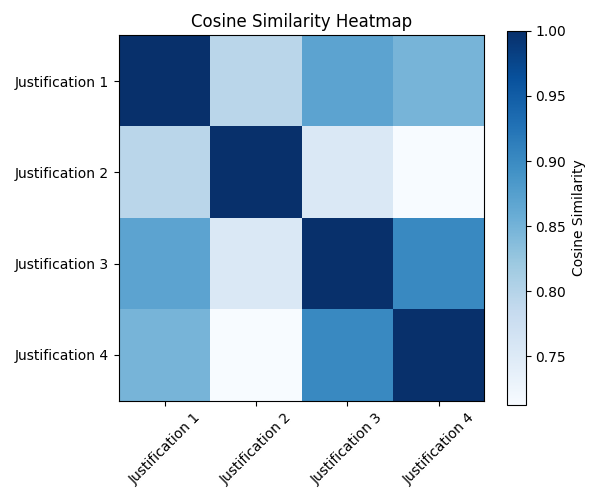 Cosine Similarity Heatmap
Justification 1
Justification 2
Justification 3
Justification 4
Justification 1
Justification 2
Justification 3
Justification 4
1.00
0.95
0.90
0.85
0.80
0.75
Cosine Similarity